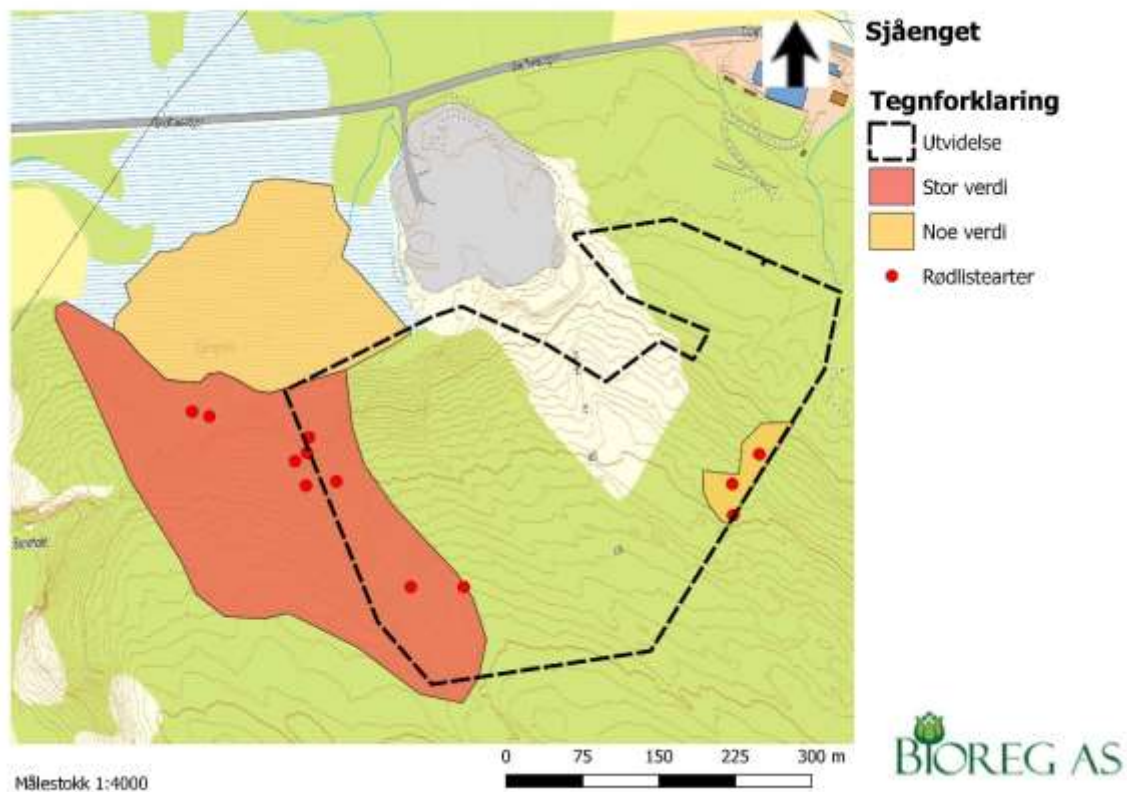 Sjåenget
Tegnforklaring
Utvidelse
Stor verdi
Noe verdi
Rødlistearter
0 75 150 225 300 m
Målestokk 1:4000
BIOREG AS